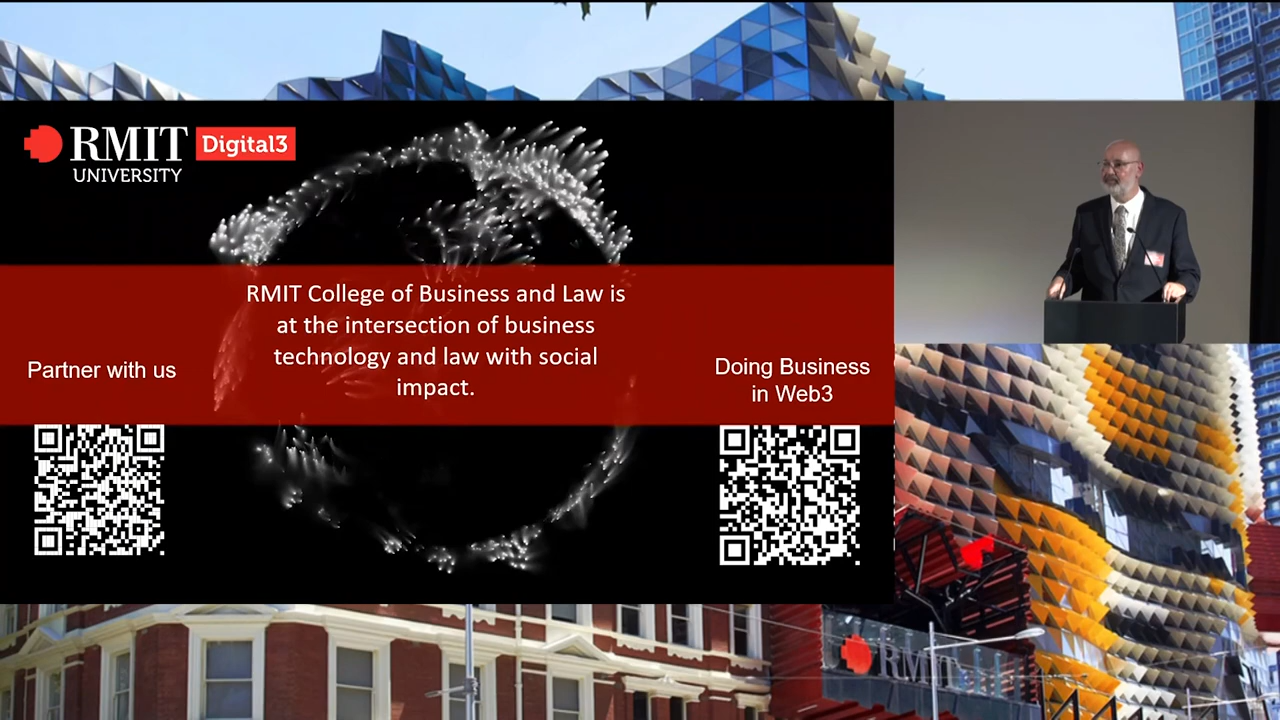 RMIT
UNIVERSITY
Digital3
RMIT College of Business and Law is
at the intersection of business
technology and law with social
impact.
Partner with us
Doing Business
in Web3
RMIT